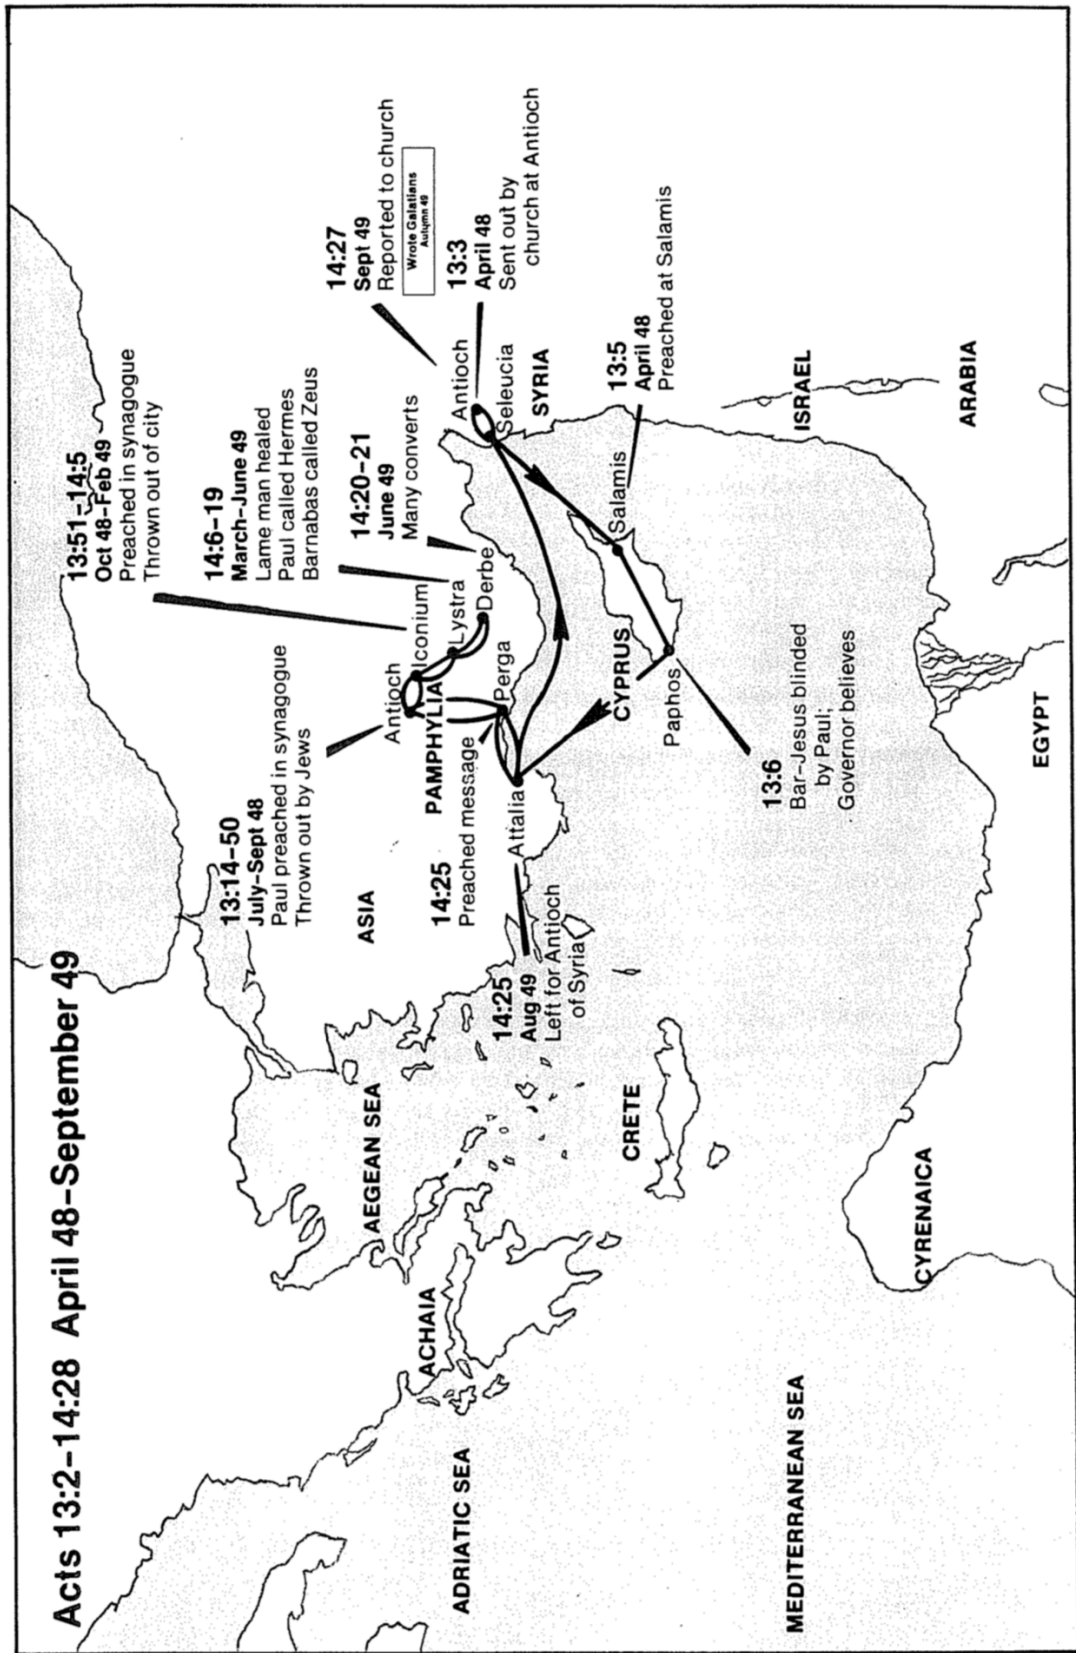 Acts 13:2–14:28 April 48–September 49
13:51–14:5
Oct 48–Feb 49
Preached in synagogue
Thrown out of city
14:6–19
March–June 49
Lame man healed
Paul called Hermes
Barnabas called Zeus
14:20–21
June 49
Many converts
14:27
Sept 49
Reported to church
Wrote Galatians
Autumn 49
13:3
April 48
Sent out by
church at Antioch
13:14–50
July–Sept 48
Paul preached in synagogue
Thrown out by Jews
Antioch
Iconium
Lystra
Derbe
PAMPHYLIA
Perga
Antioch
Seleucia
SYRIA
ASIA
14:25
Preached message
Attalia
14:25
Aug 49
Left for Antioch
of Syria
13:5
April 48
Preached at Salamis
Salamis
CYPRUS
Paphos
13:6
Bar–Jesus blinded
by Paul;
Governor believes
AEGEAN SEA
ACHAIA
ADRIATIC SEA
CRETE
MEDITERRANEAN SEA
CYRENAICA
EGYPT
ISRAEL
ARABIA